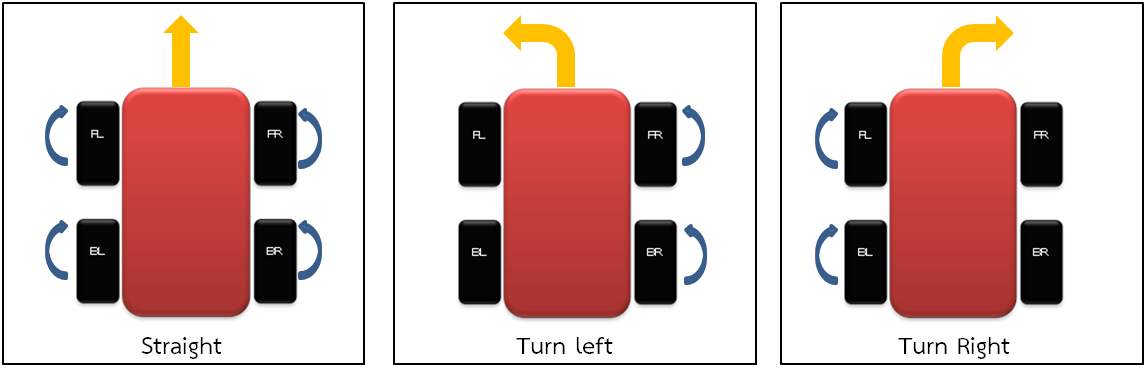 FL FR
BL BR
Straight
FL FR
BL BR
Turn left
FL FR
BL BR
Turn Right